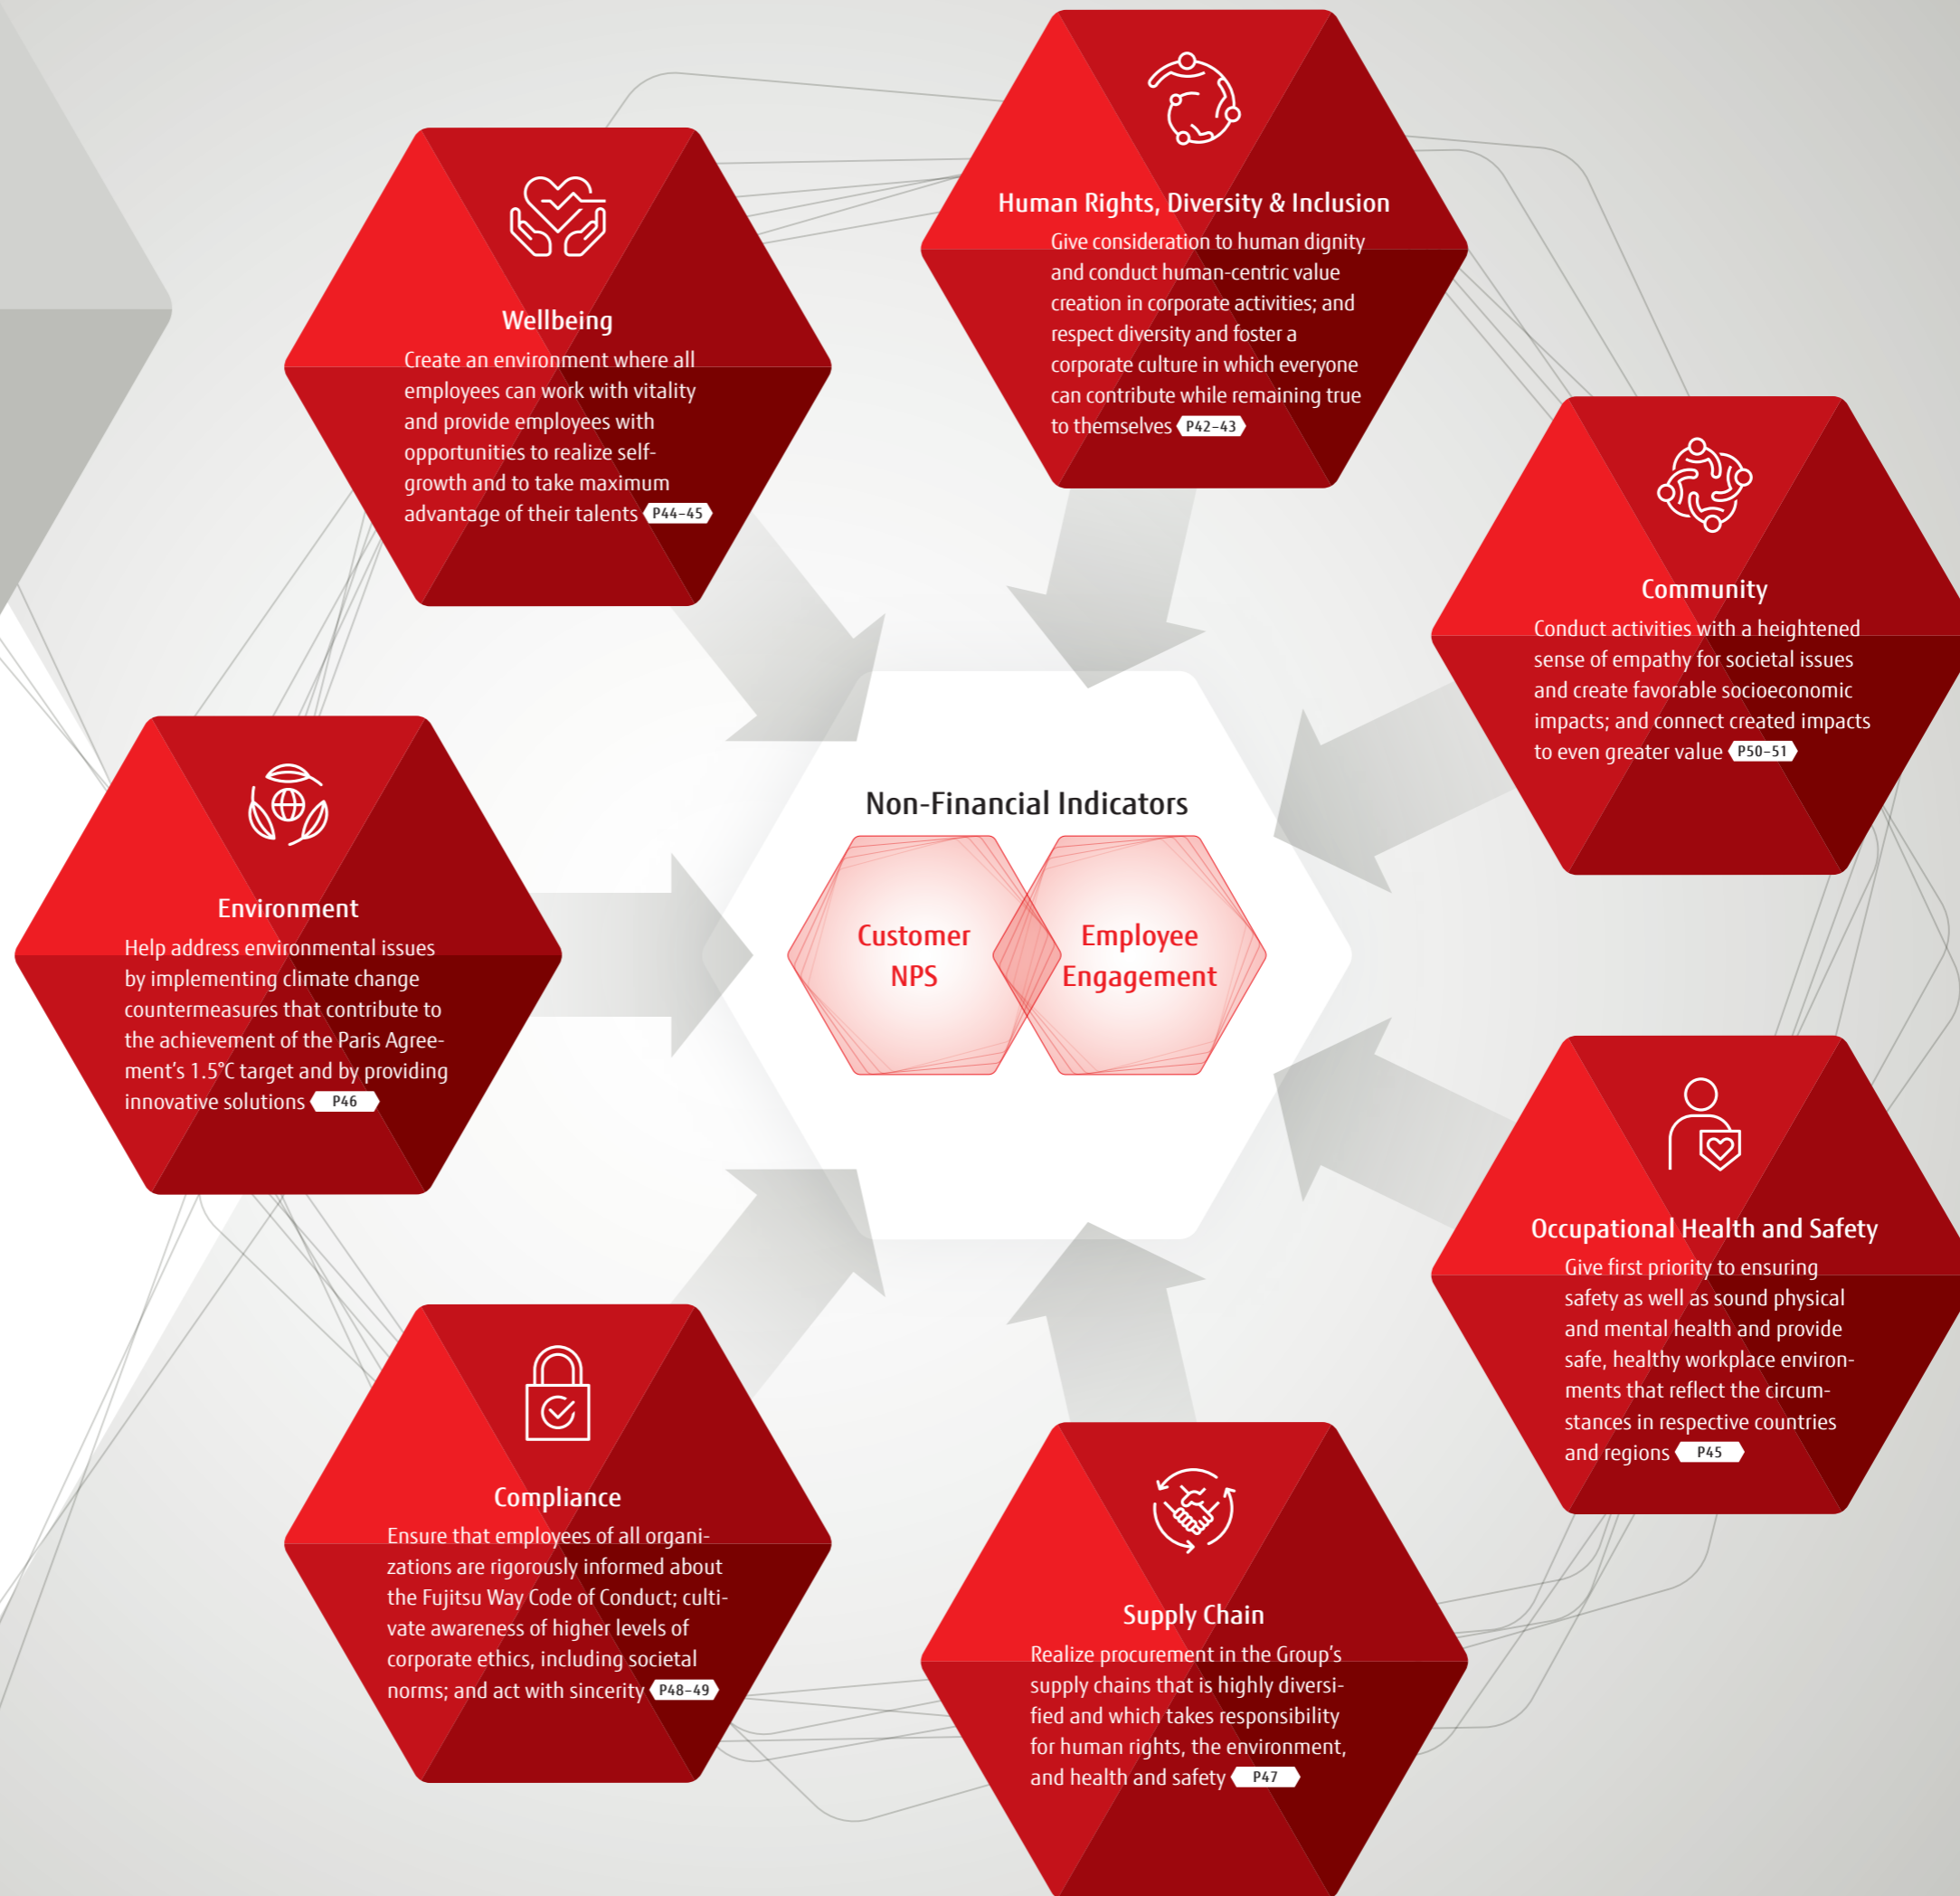 Human Rights, Diversity & Inclusion
Give consideration to human dignity
and conduct human-centric value
creation in corporate activities; and
respect diversity and foster a
corporate culture in which everyone
can contribute while remaining true
to themselves P42–43
Wellbeing
Create an environment where all
employees can work with vitality
and provide employees with
opportunities to realize self-
growth and to take maximum
advantage of their talents P44–45
Community
Conduct activities with a heightened
sense of empathy for societal issues
and create favorable socioeconomic
impacts; and connect created impacts
to even greater value P50–51
Non-Financial Indicators
Customer
NPS
Employee
Engagement
Environment
Help address environmental issues
by implementing climate change
countermeasures that contribute to
the achievement of the Paris Agree-
ment’s 1.5°C target and by providing
innovative solutions P46
Occupational Health and Safety
Give first priority to ensuring
safety as well as sound physical
and mental health and provide
safe, healthy workplace environ-
ments that reflect the circum-
stances in respective countries
and regions P45
Compliance
Ensure that employees of all organi-
zations are rigorously informed about
the Fujitsu Way Code of Conduct; culti-
vate awareness of higher levels of
corporate ethics, including societal
norms; and act with sincerity P48–49
Supply Chain
Realize procurement in the Group’s
supply chains that is highly diversi-
fied and which takes responsibility
for human rights, the environment,
and health and safety P47